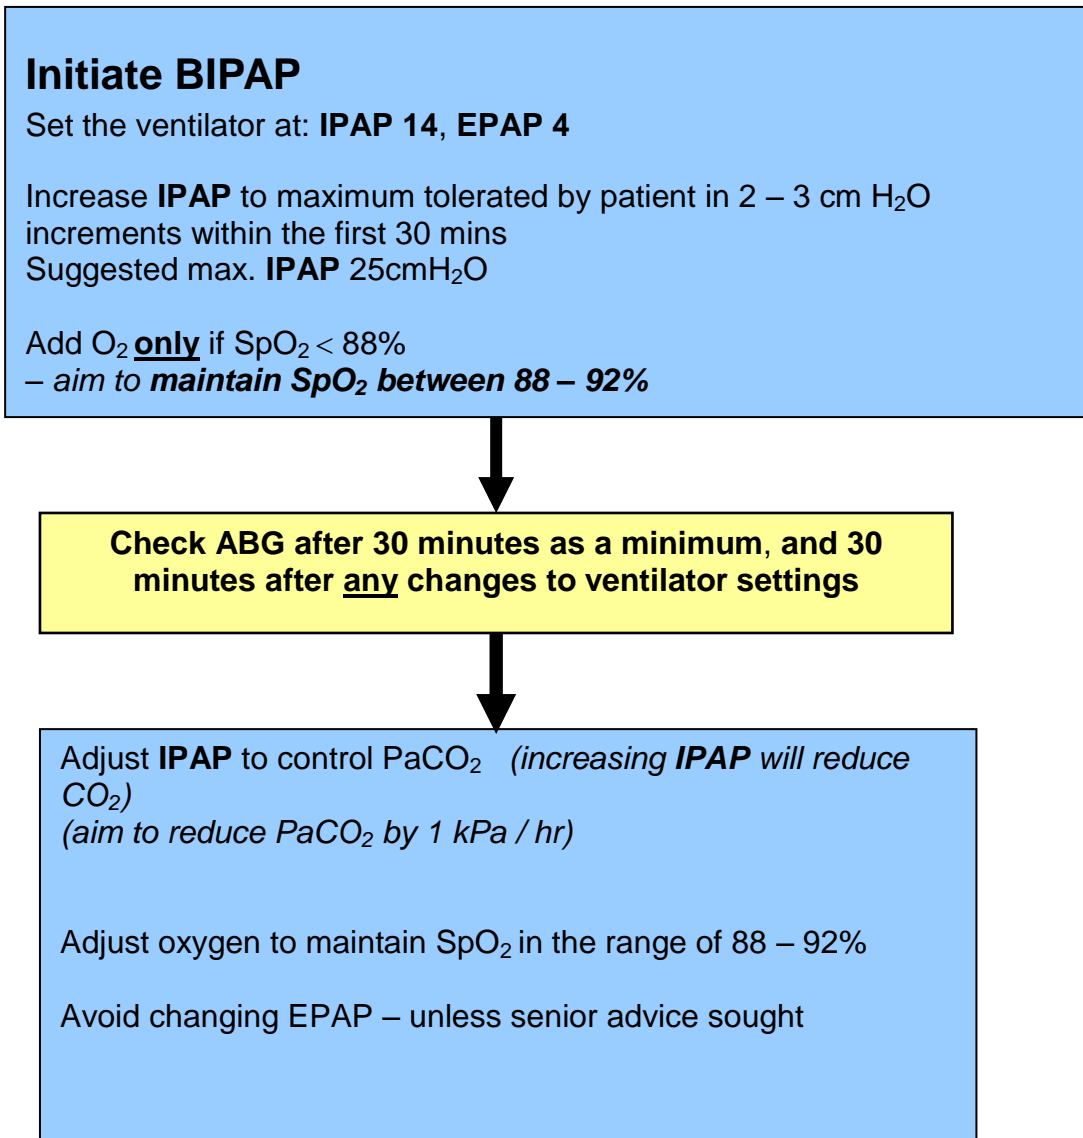 Initiate BIPAP
Set the ventilator at: IPAP 14, EPAP 4
Increase IPAP to maximum tolerated by patient in 2 – 3 cm H₂O
increments within the first 30 mins
Suggested max. IPAP 25cmH₂O
Add O₂ only if SpO₂ < 88%
– aim to maintain SpO₂ between 88 – 92%
Check ABG after 30 minutes as a minimum, and 30
minutes after any changes to ventilator settings
Adjust IPAP to control PaCO₂ (increasing IPAP will reduce
CO₂)
(aim to reduce PaCO₂ by 1 kPa / hr)
Adjust oxygen to maintain SpO₂ in the range of 88 – 92%
Avoid changing EPAP – unless senior advice sought